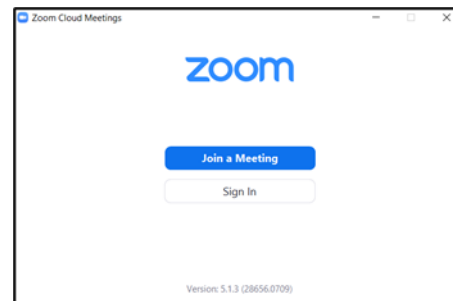 Zoom Cloud Meetings
zoom
Join a Meeting
Sign In
Version: 5.1.3 (28656.0709)